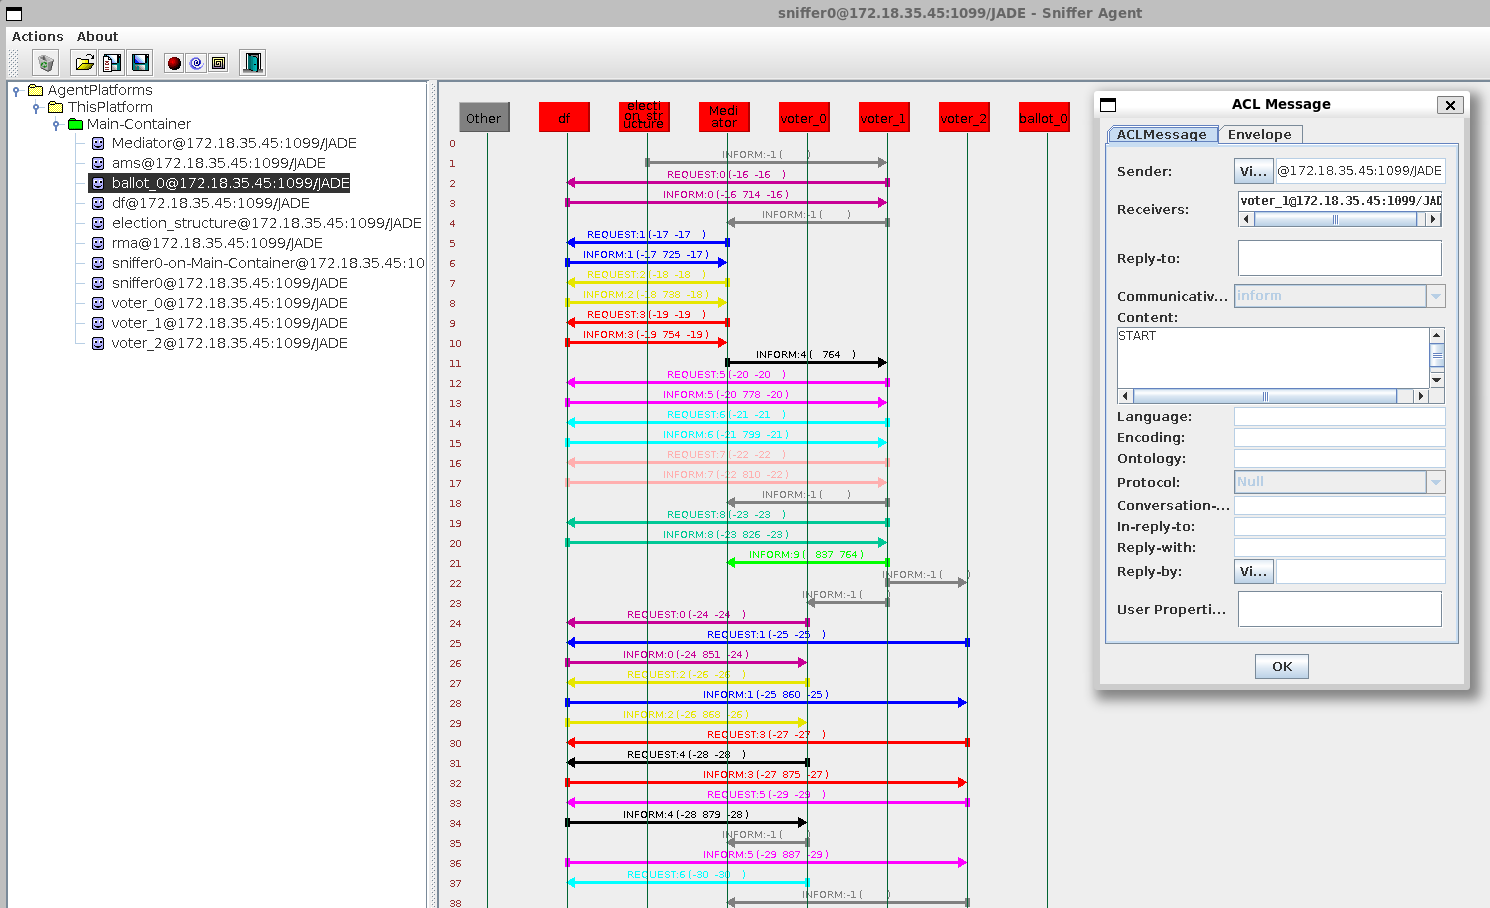 sniffer0@172.18.35.45:1099/JADE - Sniffer Agent
Actions About
AgentPlatforms
ThisPlatform
Main-Container
Mediator@172.18.35.45:1099/JADE
ams@172.18.35.45:1099/JADE
ballot_0@172.18.35.45:1099/JADE
df@172.18.35.45:1099/JADE
election_structure@172.18.35.45:1099/JADE
rma@172.18.35.45:1099/JADE
sniffer0-on-Main-Container@172.18.35.45:10
sniffer0@172.18.35.45:1099/JADE
voter_0@172.18.35.45:1099/JADE
voter_1@172.18.35.45:1099/JADE
voter_2@172.18.35.45:1099/JADE
Other
df
electi
on_str
ucture
Medi
ator
voter_0
voter_1
voter_2
ballot_0
0
1 INFORM:-1 ( )
2 REQUEST:0 (-16 -16 )
3 INFORM:0 (-16 714 -16 )
4 INFORM:-1 ( )
5 REQUEST:1 (-17 -17 )
6 INFORM:1 (-17 725 -17 )
7 REQUEST:2 (-18 -18 )
8 INFORM:2 (-18 738 -18 )
9 REQUEST:3 (-19 -19 )
10 INFORM:3 (-19 754 -19 )
11 INFORM:4 ( 764 )
12 REQUEST:5 (-20 -20 )
13 INFORM:5 (-20 778 -20 )
14 REQUEST:6 (-21 -21 )
15 INFORM:6 (-21 799 -21 )
16 REQUEST:7 (-22 -22 )
17 INFORM:7 (-22 810 -22 )
18 INFORM:-1 ( )
19 REQUEST:8 (-23 -23 )
20 INFORM:8 (-23 826 -23 )
21 INFORM:9 ( 837 764 )
22 INFORM:-1 ( )
23 INFORM:-1 ( )
24 REQUEST:0 (-24 -24 )
25 REQUEST:1 (-25 -25 )
26 INFORM:0 (-24 851 -24 )
27 REQUEST:2 (-26 -26 )
28 INFORM:1 (-25 860 -25 )
29 INFORM:2 (-26 868 -26 )
30 REQUEST:3 (-27 -27 )
31 REQUEST:4 (-28 -28 )
32 INFORM:3 (-27 875 -27 )
33 REQUEST:5 (-29 -29 )
34 INFORM:4 (-28 879 -28 )
35 INFORM:-1 ( )
36 INFORM:5 (-29 887 -29 )
37 REQUEST:6 (-30 -30 )
38 INFORM:-1 ( )
ACL Message
ACLMessage Envelope
Sender: Vi... @172.18.35.45:1099/JADE
Receivers: voter_1@172.18.35.45:1099/JAD
Reply-to:
Communicativ... inform
Content:
START
Language:
Encoding:
Ontology:
Protocol: Null
Conversation-...
In-reply-to:
Reply-with:
Reply-by: Vi...
User Properti...
OK